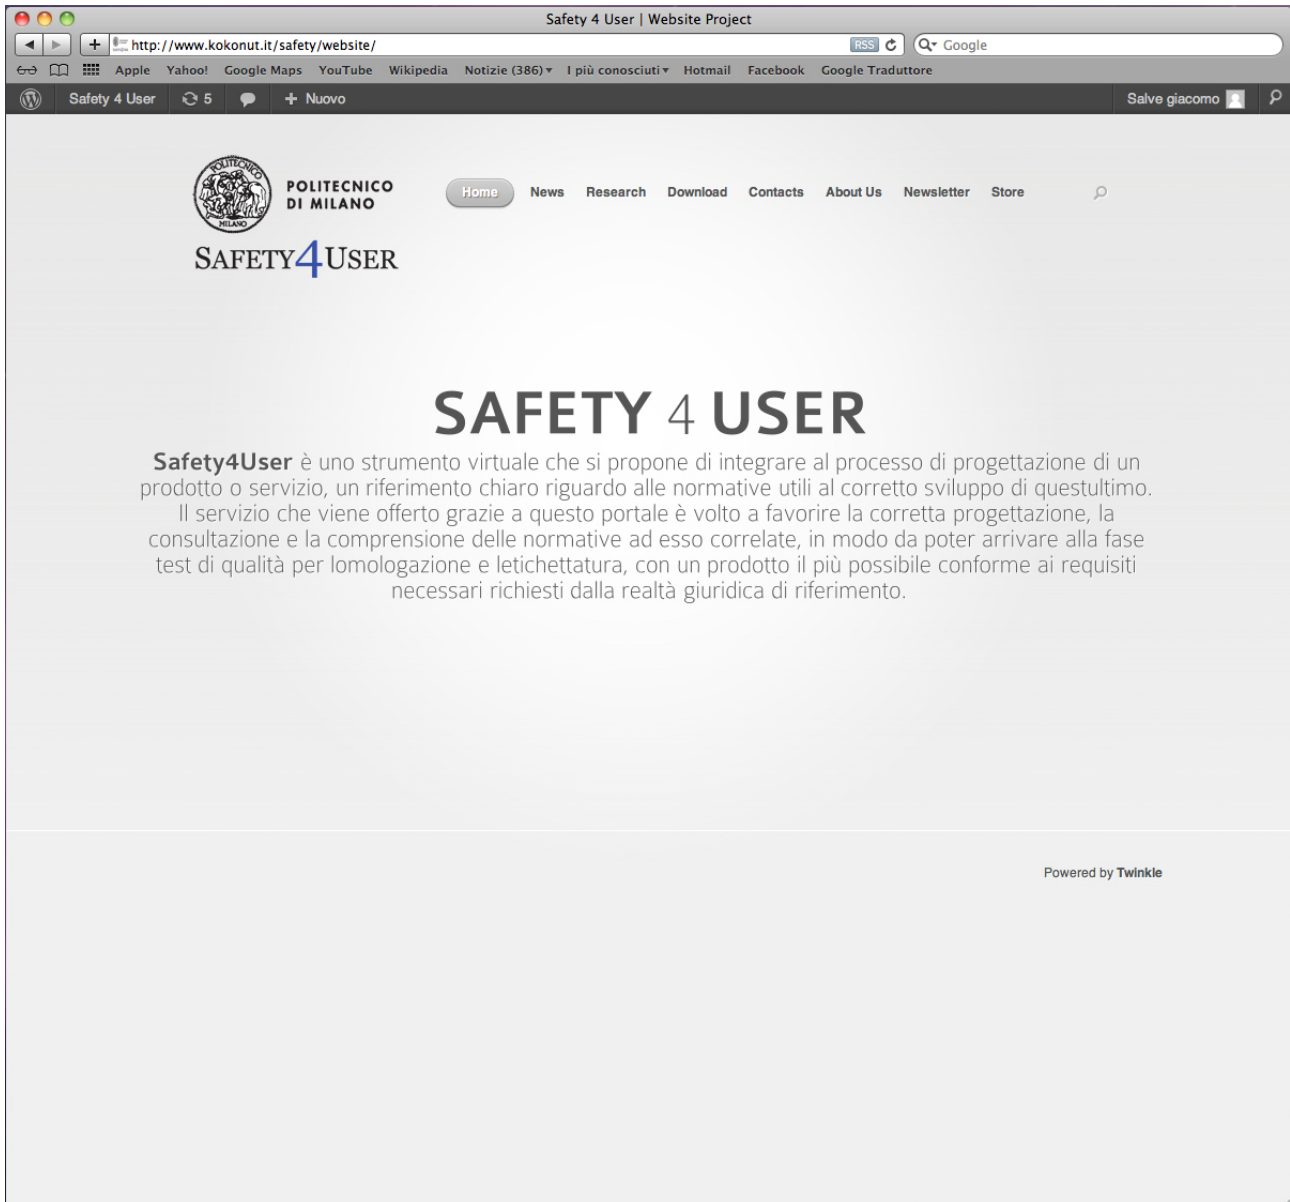 Safety 4 User | Website Project
http://www.kokonut.it/safety/website/
RSS
Google
Apple Yahoo! Google Maps YouTube Wikipedia Notizie (386) I più conosciuti Hotmail Facebook Google Traduttore
Safety 4 User 5 + Nuovo Salve giacomo
POLITECNICO
MILANO
POLITECNICO
DI MILANO
Home News Research Download Contacts About Us Newsletter Store
SAFETY4USER
SAFETY 4 USER
Safety4User è uno strumento virtuale che si propone di integrare al processo di progettazione di un
prodotto o servizio, un riferimento chiaro riguardo alle normative utili al corretto sviluppo di questultimo.
Il servizio che viene offerto grazie a questo portale è volto a favorire la corretta progettazione, la
consultazione e la comprensione delle normative ad esso correlate, in modo da poter arrivare alla fase
test di qualità per lomologazione e letichettatura, con un prodotto il più possibile conforme ai requisiti
necessari richiesti dalla realtà giuridica di riferimento.
Powered by Twinkle